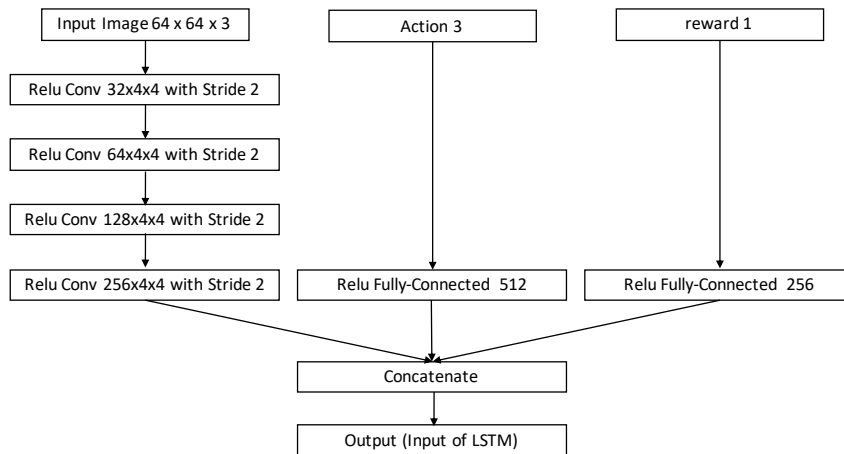 Input Image 64 x 64 x 3
Action 3
reward 1
Relu Conv 32x4x4 with Stride 2
Relu Conv 64x4x4 with Stride 2
Relu Conv 128x4x4 with Stride 2
Relu Conv 256x4x4 with Stride 2
Relu Fully-Connected 512
Relu Fully-Connected 256
Concatenate
Output (Input of LSTM)